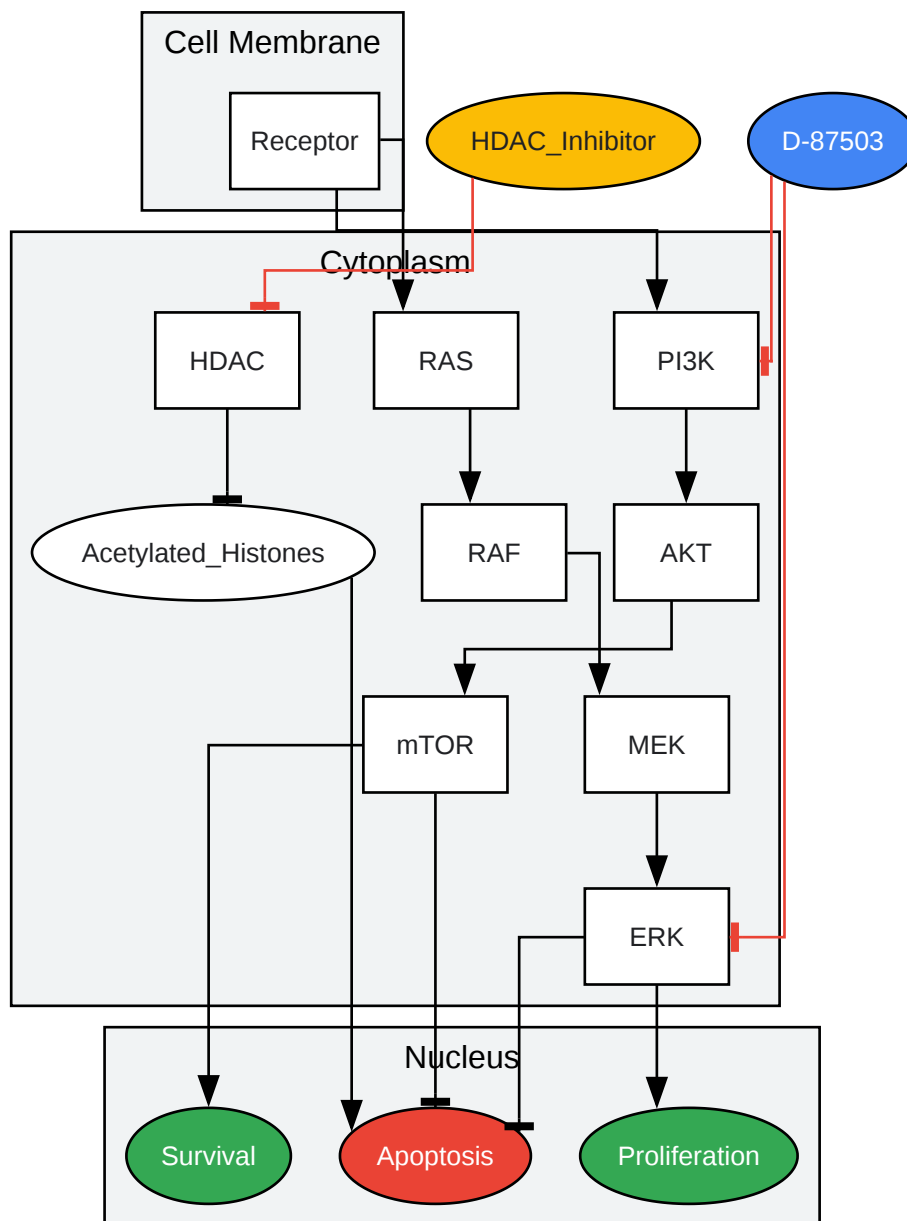 Cell Membrane
Receptor
HDAC_Inhibitor
D-87503
Cytoplasm
HDAC
RAS
PI3K
Acetylated_Histones
RAF
AKT
mTOR
MEK
ERK
Nucleus
Survival
Apoptosis
Proliferation